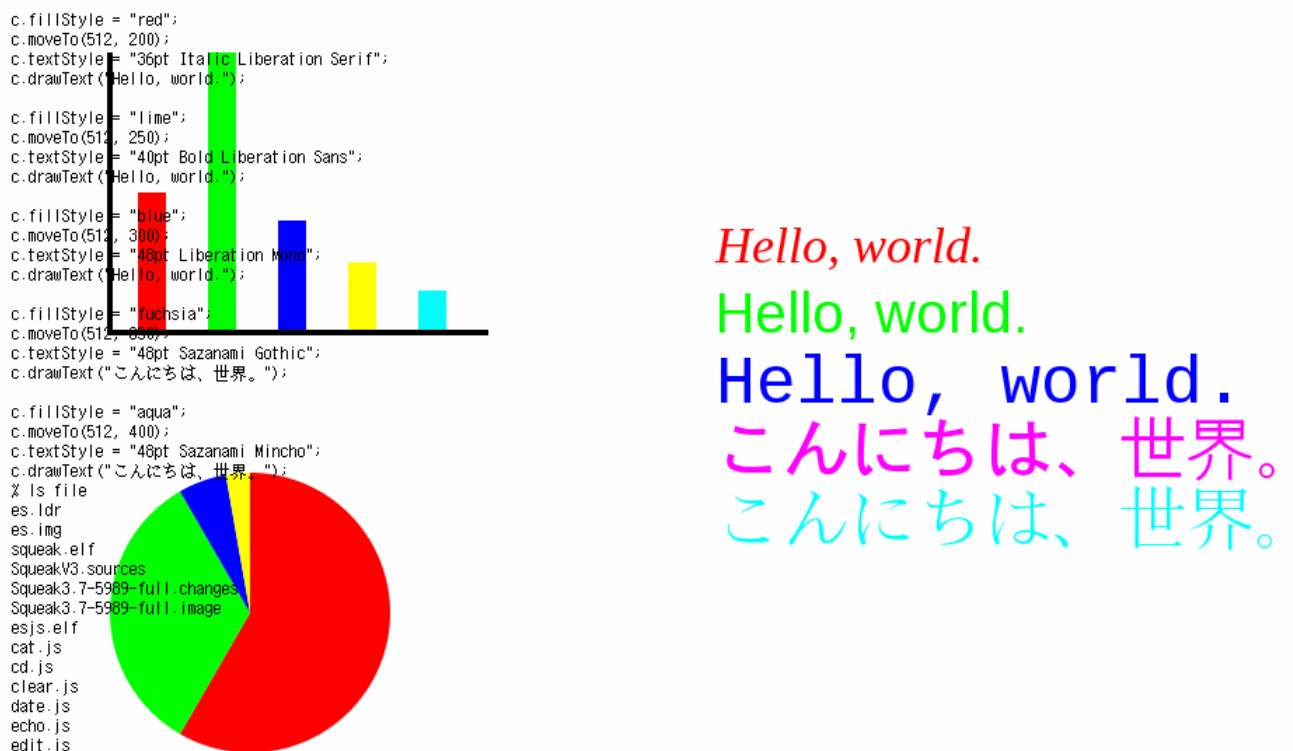 c.fillStyle = "red";
c.moveTo(512, 200);
c.textStyle = "36pt Italic Liberation Serif";
c.drawText("Hello, world.");
c.fillStyle = "lime";
c.moveTo(512, 250);
c.textStyle = "40pt Bold Liberation Sans";
c.drawText("Hello, world.");
c.fillStyle = "blue";
c.moveTo(512, 300);
c.textStyle = "48pt Liberation Mono";
c.drawText("Hello, world.");
c.fillStyle = "fuchsia";
c.moveTo(512, 350);
c.textStyle = "48pt Sazanami Gothic";
c.drawText("こんにちは、世界。");
c.fillStyle = "aqua";
c.moveTo(512, 400);
c.textStyle = "48pt Sazanami Mincho";
c.drawText("こんにちは、世界。");
% ls file
es.ldr
es.img
squeak.elf
SqueakV3.sources
Squeak3.7-5989-full.changes
Squeak3.7-5989-full.image
esjs.elf
cat.js
cd.js
clear.js
date.js
echo.js
edit.js
Hello, world.
Hello, world.
Hello, world.
こんにちは、世界。
こんにちは、世界。